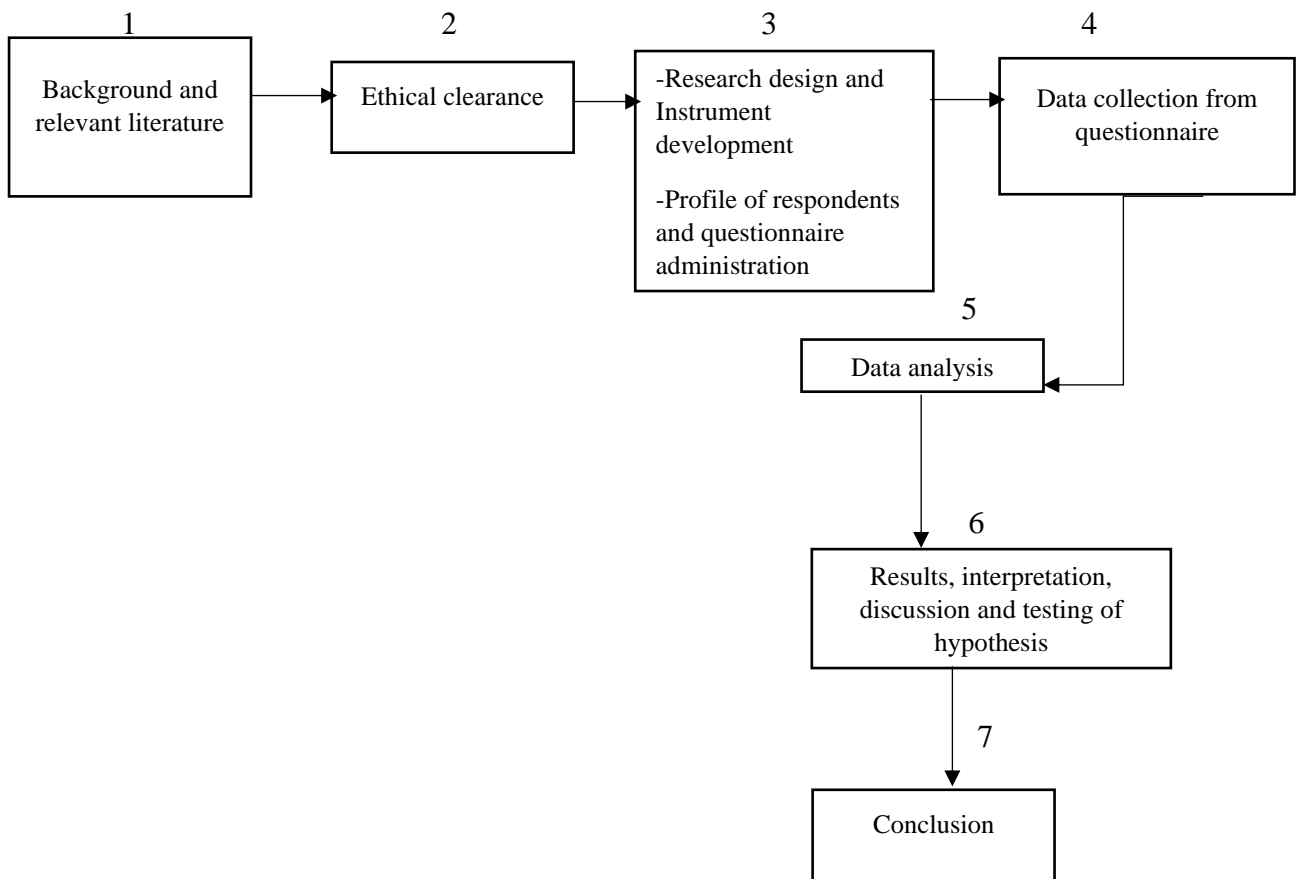 1
Background and
relevant literature
2
Ethical clearance
3
-Research design and
Instrument
development
-Profile of respondents
and questionnaire
administration
4
Data collection from
questionnaire
5
Data analysis
6
Results, interpretation,
discussion and testing of
hypothesis
7
Conclusion